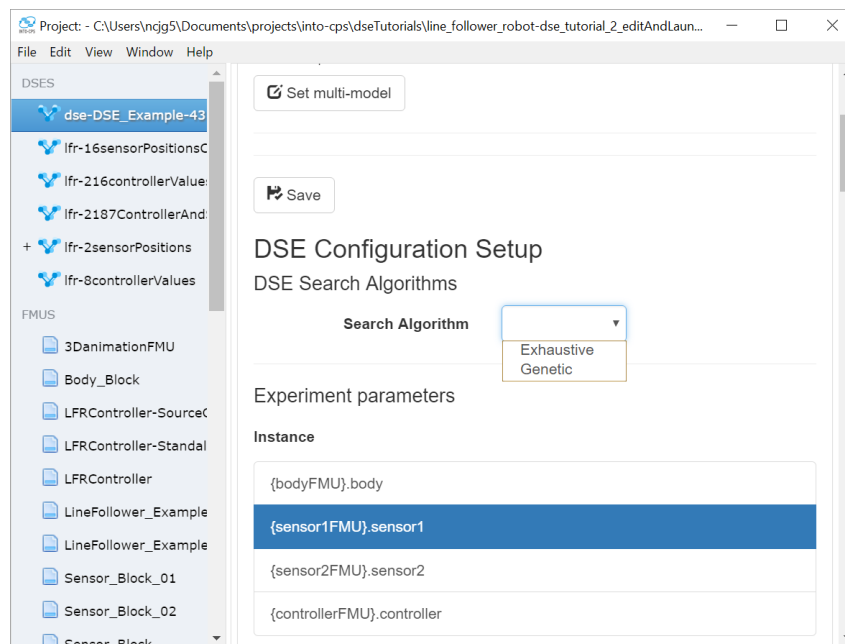 Project: - C:\Users\ncjg5\Documents\projects\into-cps\dseTutorials\line_follower_robot-dse_tutorial_2_editAndLaun...
INTO-CPS
File Edit View Window Help
DSES
dse-DSE_Example-43
lfr-16sensorPositionsC
lfr-216controllerValue
lfr-2187ControllerAnd
+ lfr-2sensorPositions
lfr-8controllerValues
FMUS
3DanimationFMU
Body_Block
LFRController-SourceC
LFRController-Standal
LFRController
LineFollower_Example
LineFollower_Example
Sensor_Block_01
Sensor_Block_02
Sensor_Block
Set multi-model
Save
DSE Configuration Setup
DSE Search Algorithms
Search Algorithm
Exhaustive
Genetic
Experiment parameters
Instance
{bodyFMU}.body
{sensor1FMU}.sensor1
{sensor2FMU}.sensor2
{controllerFMU}.controller